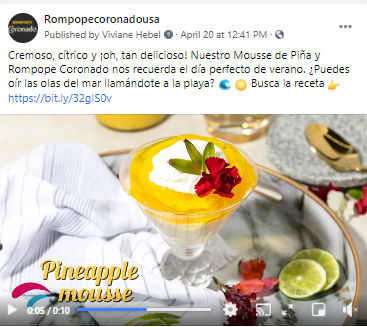 Rompopecoronadousa
Published by Viviane Hebel · April 20 at 12:41 PM ·
Cremoso, cítrico y ¡oh, tan delicioso! Nuestro Mousse de Piña y
Rompope Coronado nos recuerda el día perfecto de verano. ¿Puedes
oír las olas del mar llamándote a la playa? 🌊 🌞 Busca la receta 👉
https://bit.ly/32gIS0v
Coronado
Pineapple
mousse
0:05 / 0:10